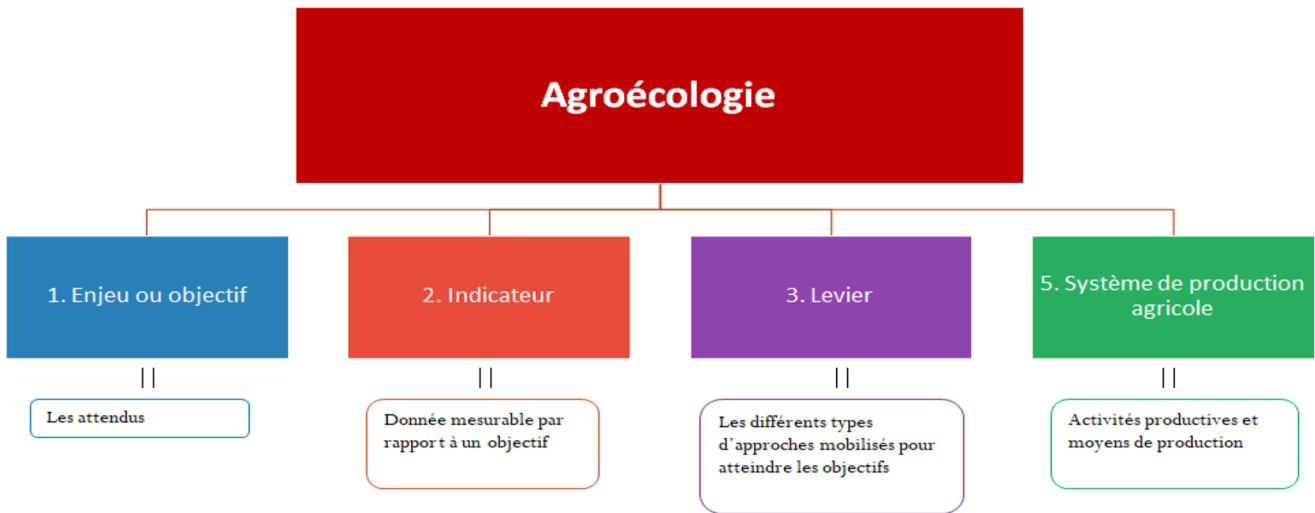 Agroécologie
1. Enjeu ou objectif
2. Indicateur
3. Levier
5. Système de production
agricole
Les attendus
Donnée mesurable par
rapport à un objectif
Les différents types
d'approches mobilisés pour
atteindre les objectifs
Activités productives et
moyens de production